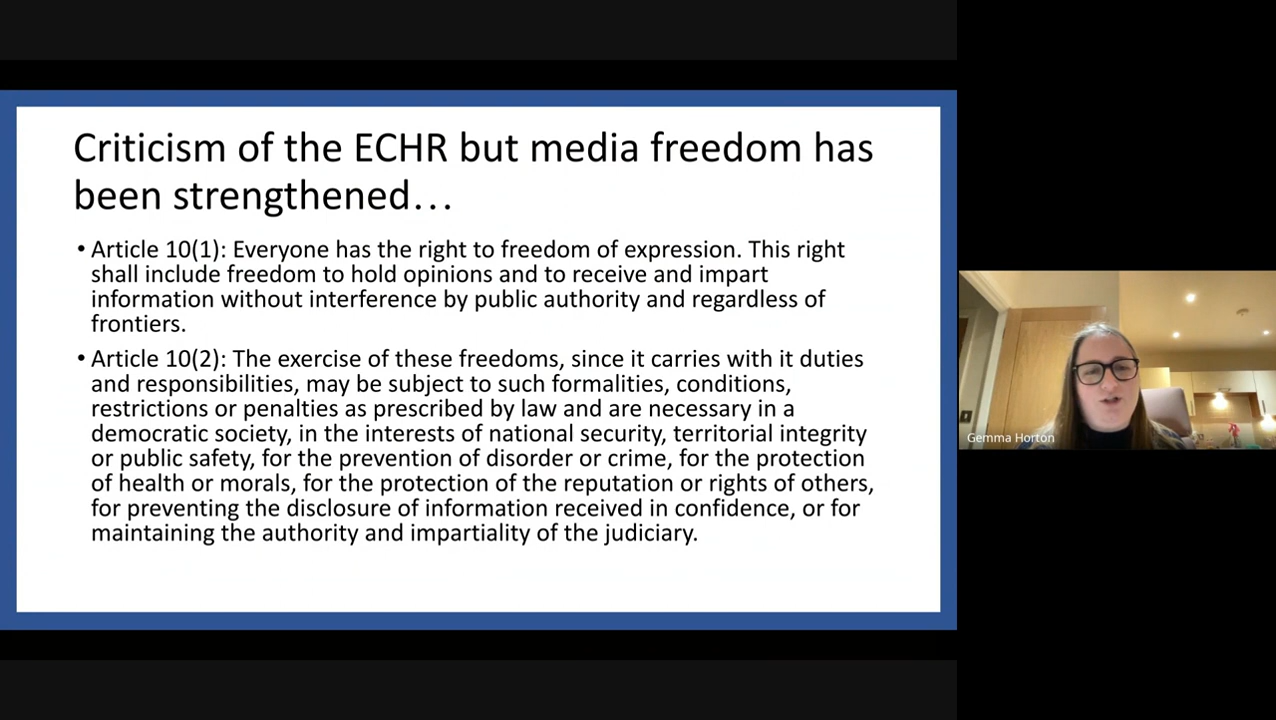 Criticism of the ECHR but media freedom has
been strengthened…
• Article 10(1): Everyone has the right to freedom of expression. This right
shall include freedom to hold opinions and to receive and impart
information without interference by public authority and regardless of
frontiers.
• Article 10(2): The exercise of these freedoms, since it carries with it duties
and responsibilities, may be subject to such formalities, conditions,
restrictions or penalties as prescribed by law and are necessary in a
democratic society, in the interests of national security, territorial integrity
or public safety, for the prevention of disorder or crime, for the protection
of health or morals, for the protection of the reputation or rights of others,
for preventing the disclosure of information received in confidence, or for
maintaining the authority and impartiality of the judiciary.
Gemma Horton